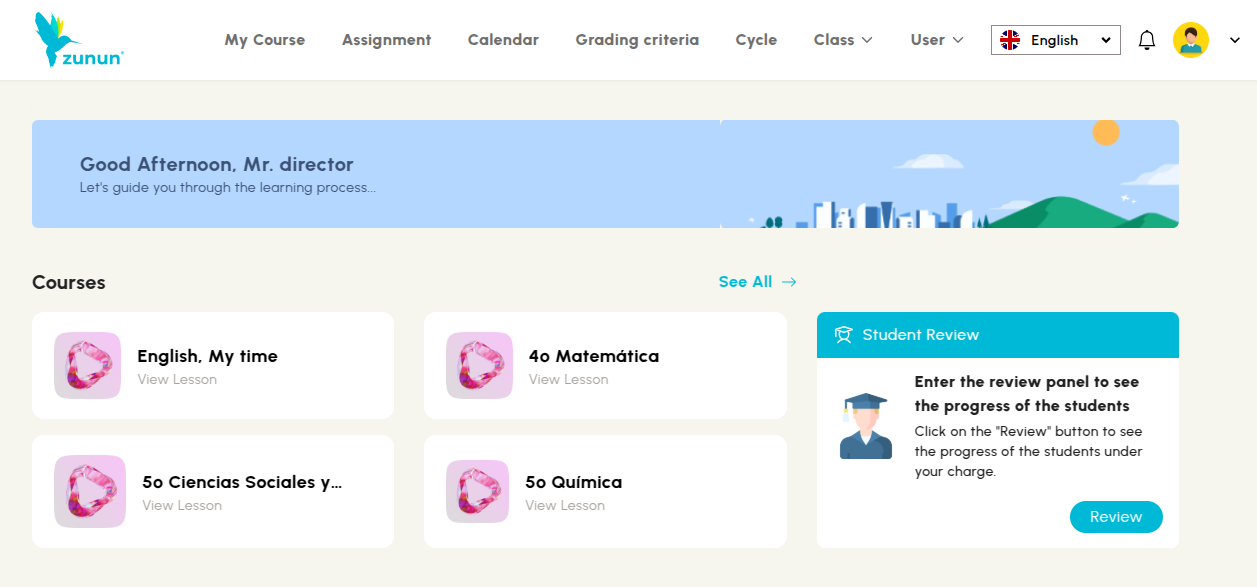 zunun
My Course
Assignment
Calendar
Grading criteria
Cycle
Class
User
English
Good Afternoon, Mr. director
Let's guide you through the learning process...
Courses
See All
English, My time
View Lesson
4o Matemática
View Lesson
5o Ciencias Sociales y...
View Lesson
5o Química
View Lesson
Student Review
Enter the review panel to see
the progress of the students
Click on the "Review" button to see
the progress of the students under
your charge.
Review